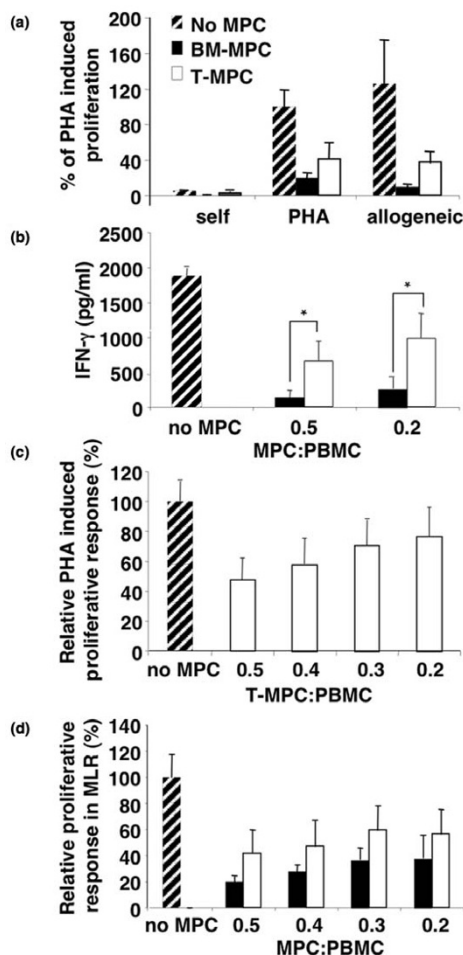 (a)
% of PHA induced
proliferation
160
120
80
40
0
No MPC
BM-MPC
T-MPC
self PHA allogeneic
(b)
IFN-γ (pg/ml)
2500
2000
1500
1000
500
0
* *
no MPC 0.5 0.2
MPC:PBMC
(c)
Relative PHA induced
proliferative response (%)
120
100
80
60
40
20
0
no MPC 0.5 0.4 0.3 0.2
T-MPC:PBMC
(d)
Relative proliferative
response in MLR (%)
140
120
100
80
60
40
20
0
no MPC 0.5 0.4 0.3 0.2
MPC:PBMC